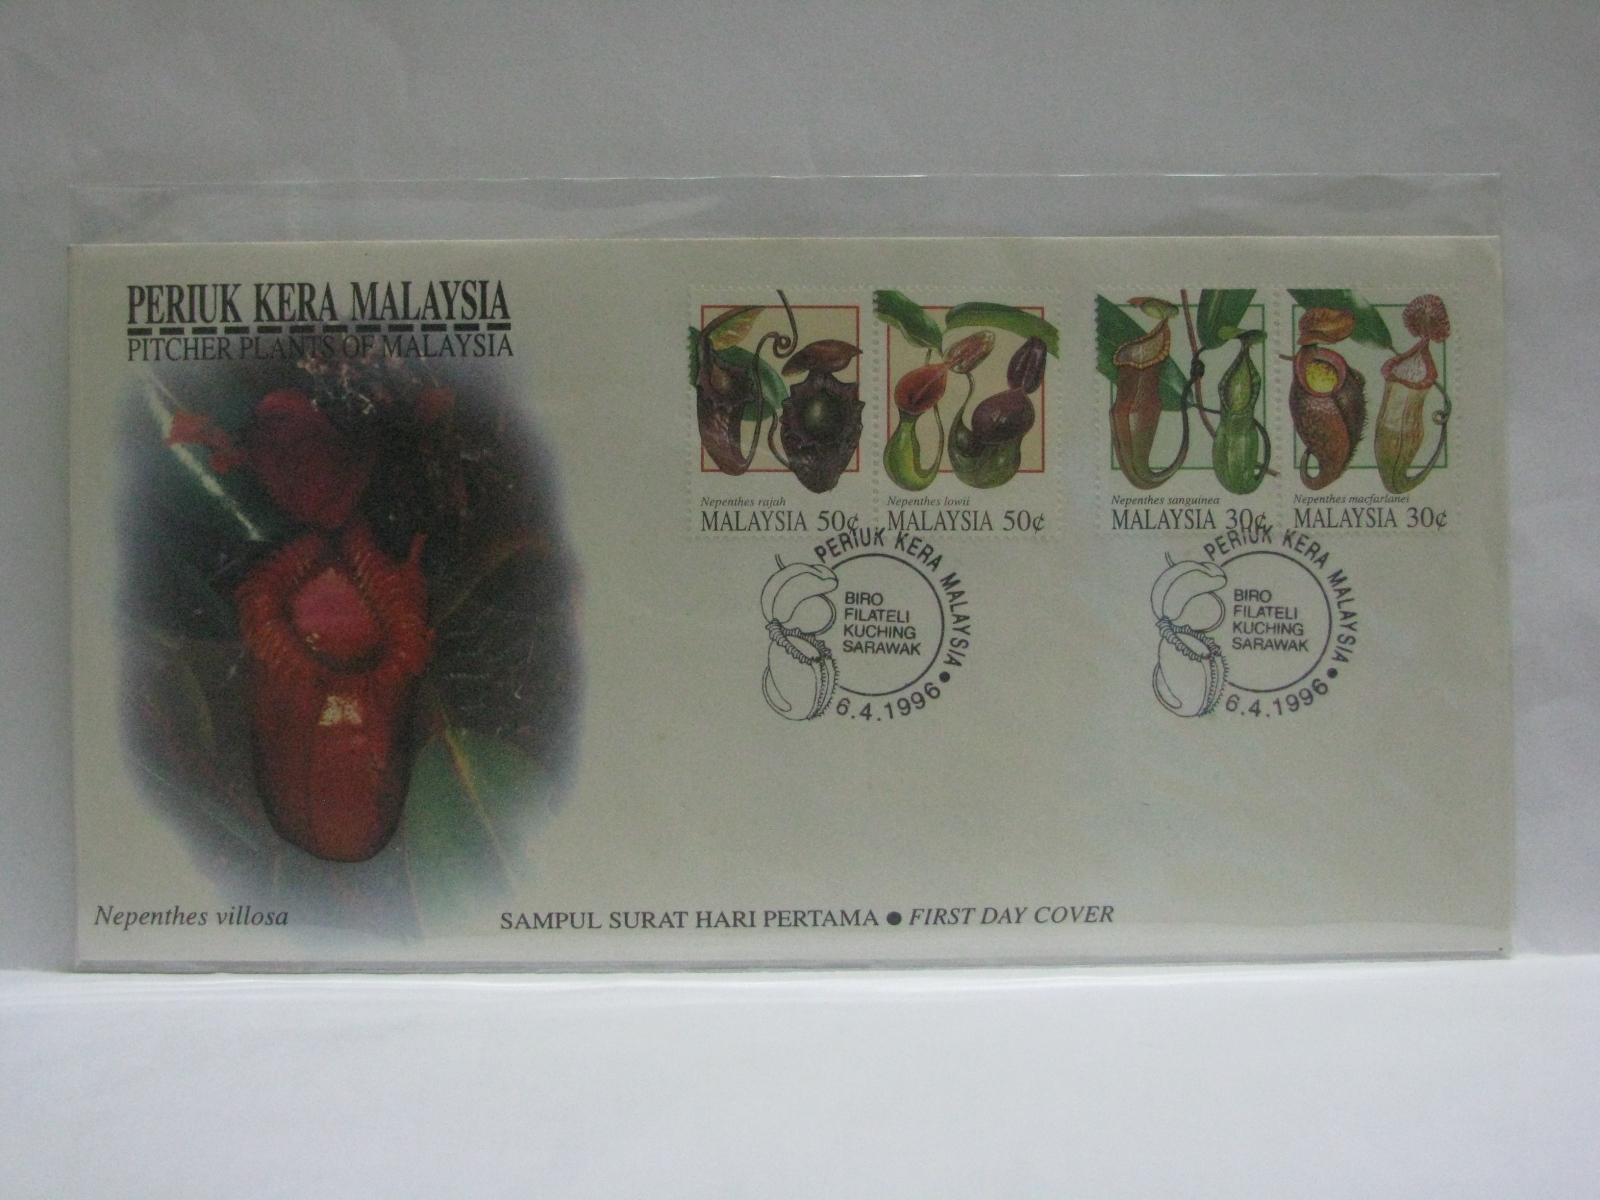 PERIUK KERA MALAYSIA
PITCHER PLANTS OF MALAYSIA
Nepenthes rajah
MALAYSIA 50¢
Nepenthes lowii
MALAYSIA 50¢
Nepenthes sanguinea
MALAYSIA 30¢
Nepenthes macfarlanei
MALAYSIA 30¢
PERIUK KERA MALAYSIA
BIRO
FILATELI
KUCHING
SARAWAK
6.4.1996
PERIUK KERA MALAYSIA
BIRO
FILATELI
KUCHING
SARAWAK
6.4.1996
Nepenthes villosa
SAMPUL SURAT HARI PERTAMA ● FIRST DAY COVER